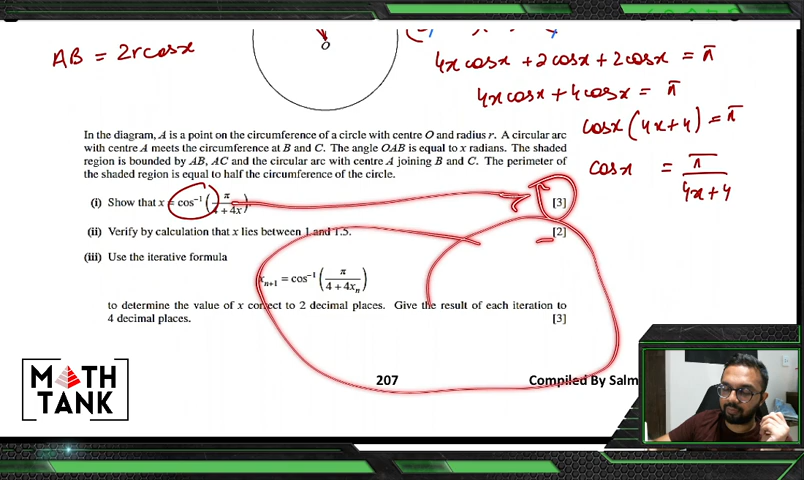 AB = 2rcosx
O
4x cosx + 2cosx + 2cosx = π
4xcosx + 4cosx = π
cosx (4x+4) = π
cosx = π / 4x+4
In the diagram, A is a point on the circumference of a circle with centre O and radius r. A circular arc
with centre A meets the circumference at B and C. The angle OAB is equal to x radians. The shaded
region is bounded by AB, AC and the circular arc with centre A joining B and C. The perimeter of
the shaded region is equal to half the circumference of the circle.
(i) Show that x = cos⁻¹ (π / 4 + 4x). [3]
(ii) Verify by calculation that x lies between 1 and 1.5. [2]
(iii) Use the iterative formula
xₙ₊₁ = cos⁻¹ (π / 4 + 4xₙ)
to determine the value of x correct to 2 decimal places. Give the result of each iteration to
4 decimal places. [3]
MATH
TANK
207
Compiled By Salm